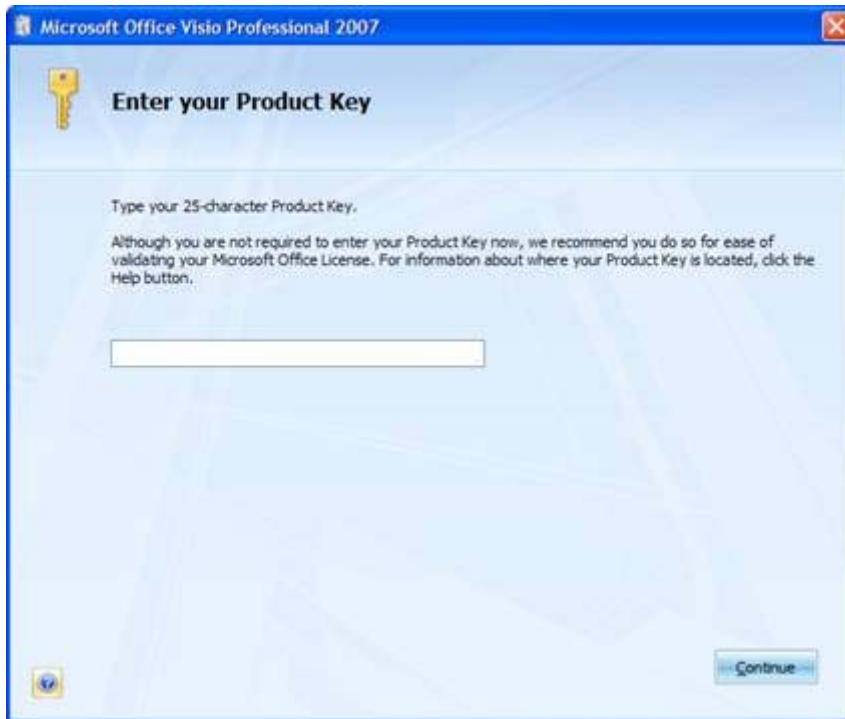 Microsoft Office Visio Professional 2007
Enter your Product Key
Type your 25-character Product Key.
Although you are not required to enter your Product Key now, we recommend you do so for ease of
validating your Microsoft Office License. For information about where your Product Key is located, click the
Help button.
Continue